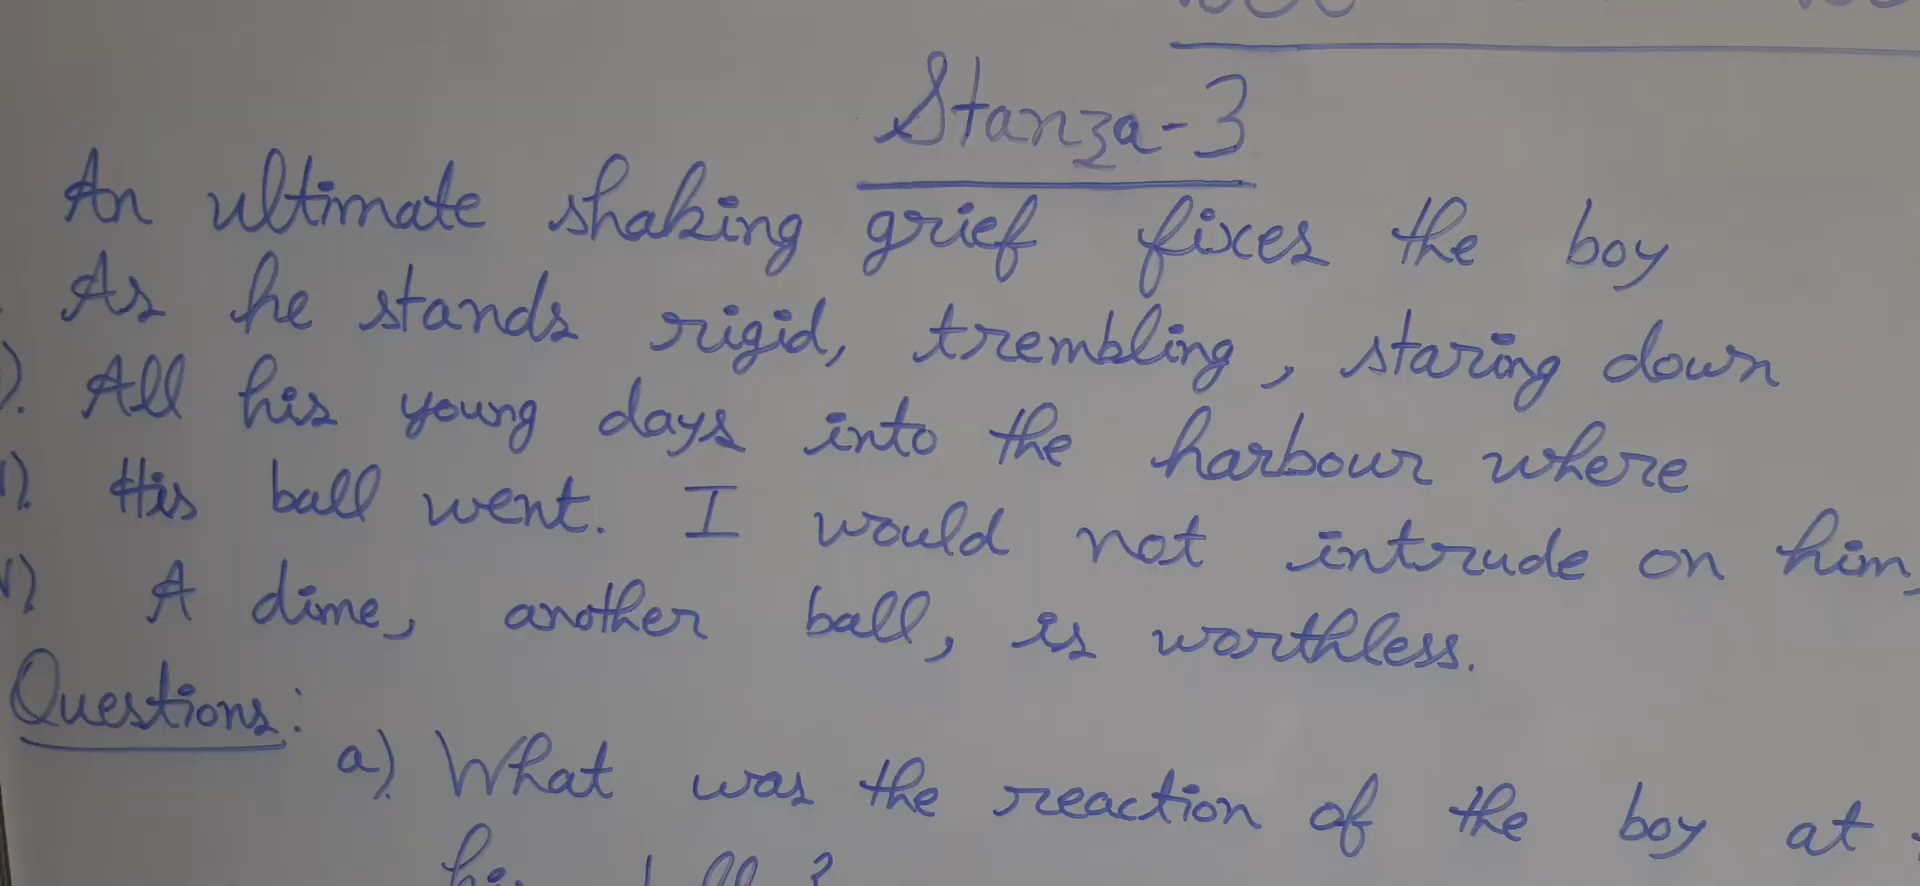 Stanza-3
An ultimate shaking grief fixes the boy
As he stands rigid, trembling, staring down
). All his young days into the harbour where
). His ball went. I would not intrude on him,
) A dime, another ball, is worthless.
Questions:
a) What was the reaction of the boy at
ball?